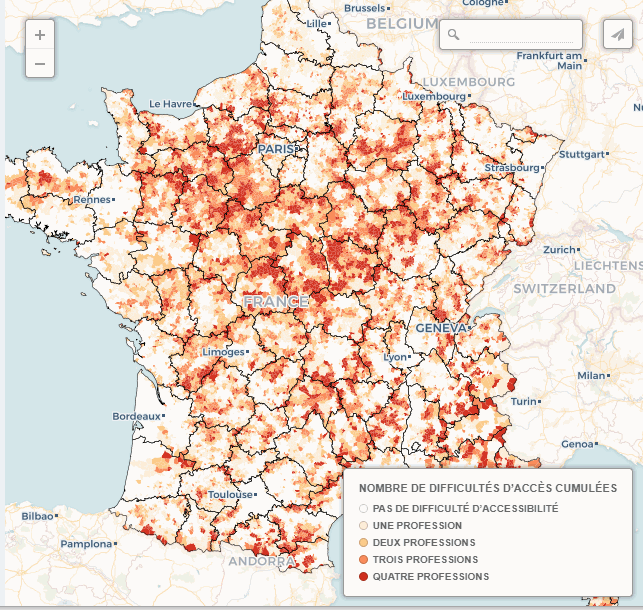 Brussels
Cologne
Lille
BELGIUM
Frankfurt am
Main
LUXEMBOURG
Luxembourg
Le Havre
PARIS
Stuttgart
Strasbourg
Rennes
Zurich
LIECHTENS
SWITZERLAND
FRANCE
GENEVA
Limoges
Lyon
Milan
Turin
Bordeaux
Genoa
Toulouse
Bilbao
Pamplona
ANDORRA
NOMBRE DE DIFFICULTÉS D'ACCÈS CUMULÉES
PAS DE DIFFICULTÉ D'ACCESSIBILITÉ
UNE PROFESSION
DEUX PROFESSIONS
TROIS PROFESSIONS
QUATRE PROFESSIONS